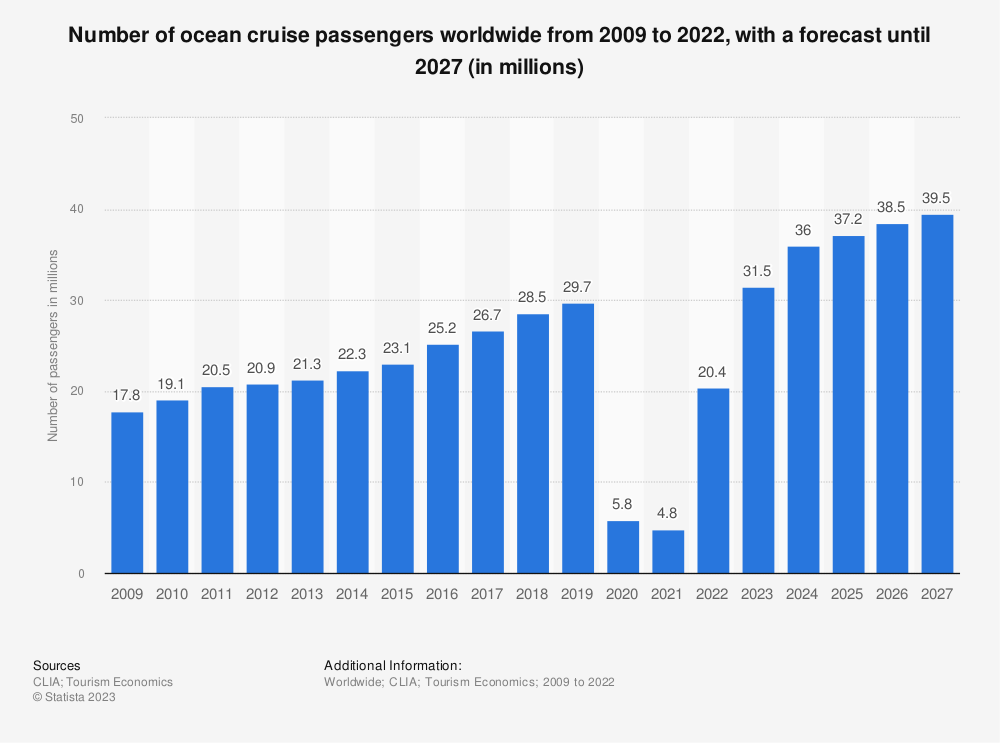 Number of ocean cruise passengers worldwide from 2009 to 2022, with a forecast until
2027 (in millions)
Number of passengers in millions
50
40
30
20
10
0
17.8
19.1
20.5
20.9
21.3
22.3
23.1
25.2
26.7
28.5
29.7
5.8
4.8
20.4
31.5
36
37.2
38.5
39.5
2009 2010 2011 2012 2013 2014 2015 2016 2017 2018 2019 2020 2021 2022 2023 2024 2025 2026 2027
Sources
CLIA; Tourism Economics
© Statista 2023
Additional Information:
Worldwide; CLIA; Tourism Economics; 2009 to 2022